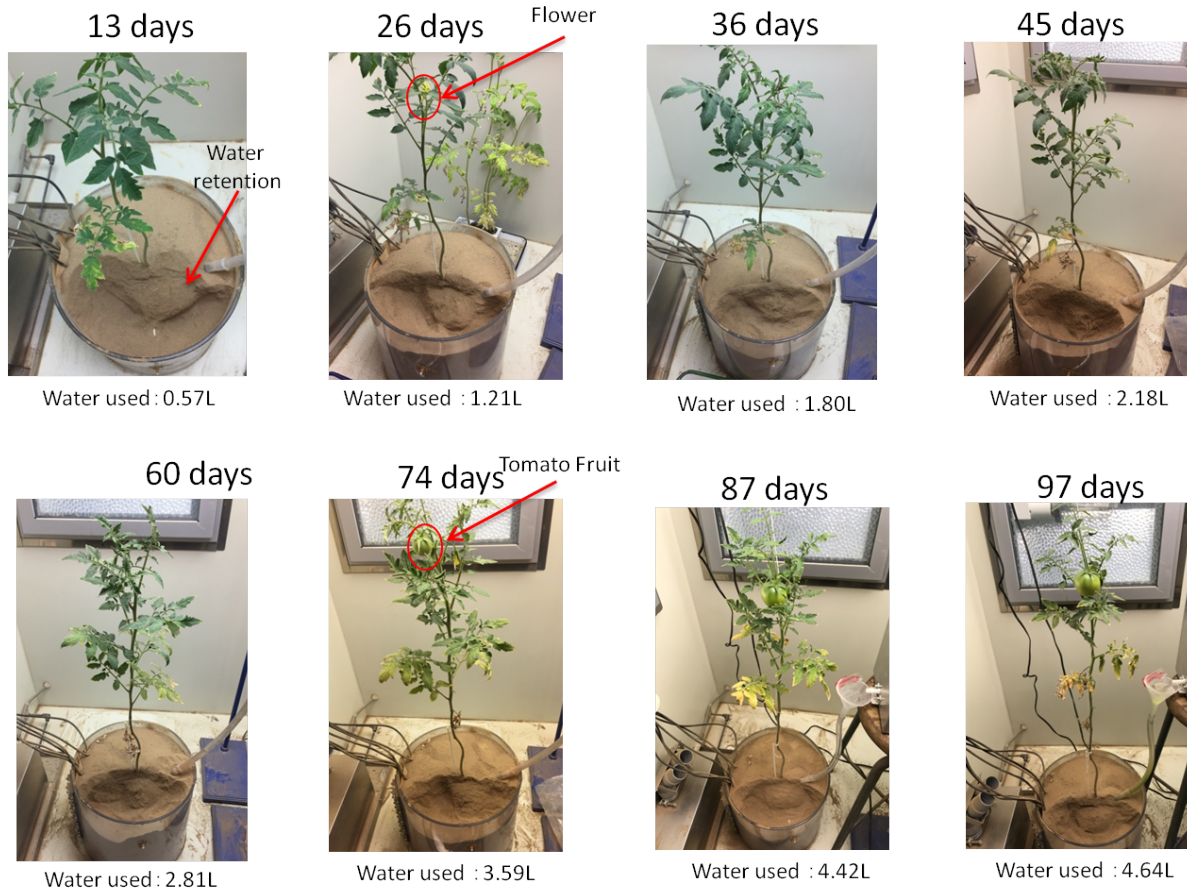 Flower
13 days
26 days
36 days
45 days
Water
retention
Water used : 0.57L
Water used : 1.21L
Water used : 1.80L
Water used : 2.18L
60 days
74 days
Tomato Fruit
87 days
97 days
Water used : 2.81L
Water used : 3.59L
Water used : 4.42L
Water used : 4.64L